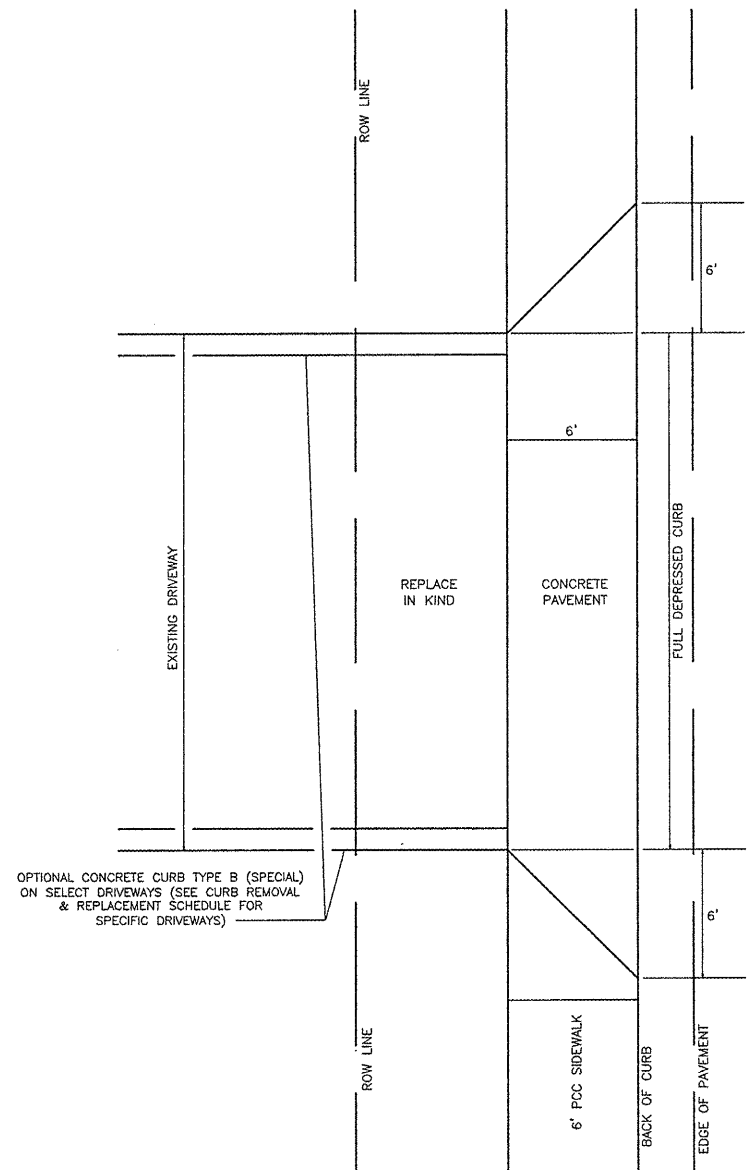 ROW LINE
6'
6'
EXISTING DRIVEWAY
REPLACE
IN KIND
CONCRETE
PAVEMENT
FULL DEPRESSED CURB
OPTIONAL CONCRETE CURB TYPE B (SPECIAL)
ON SELECT DRIVEWAYS (SEE CURB REMOVAL
& REPLACEMENT SCHEDULE FOR
SPECIFIC DRIVEWAYS)
6'
ROW LINE
6' PCC SIDEWALK
BACK OF CURB
EDGE OF PAVEMENT